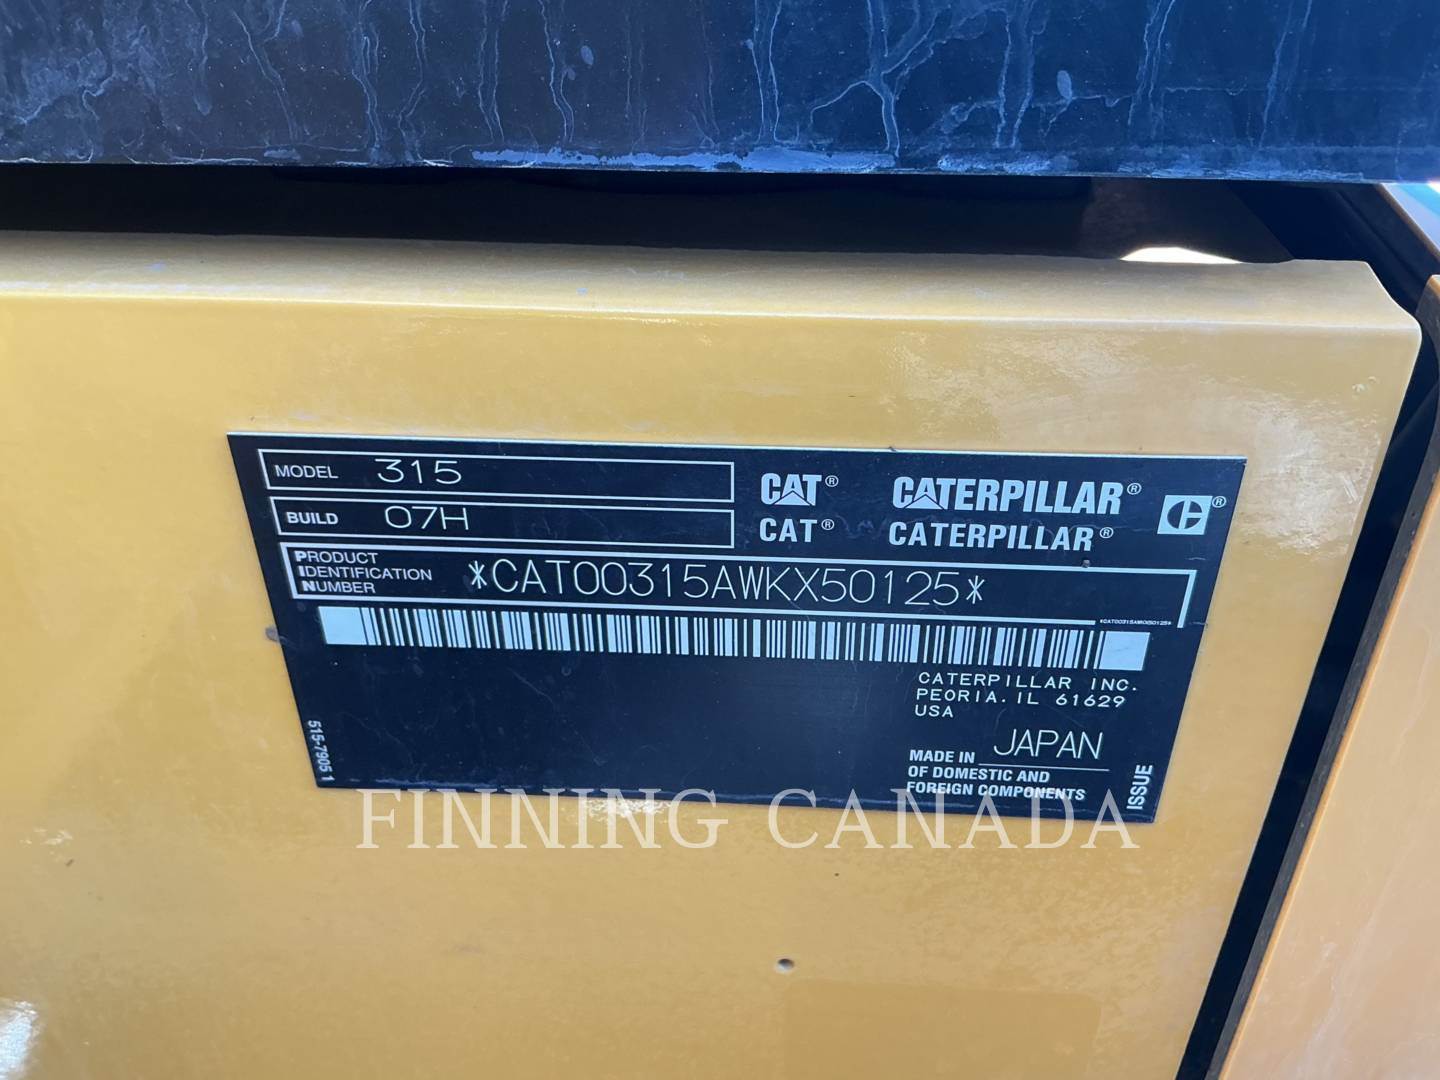 MODEL 315
BUILD 07H
PRODUCT
IDENTIFICATION
NUMBER
*CAT00315AWKX50125*
CAT® CATERPILLAR® C®
CAT® CATERPILLAR®
*CAT00315AWKX50125*
CATERPILLAR INC.
PEORIA. IL 61629
USA
MADE IN JAPAN
OF DOMESTIC AND
FOREIGN COMPONENTS
515-7905 1
ISSUE
FINNING CANADA